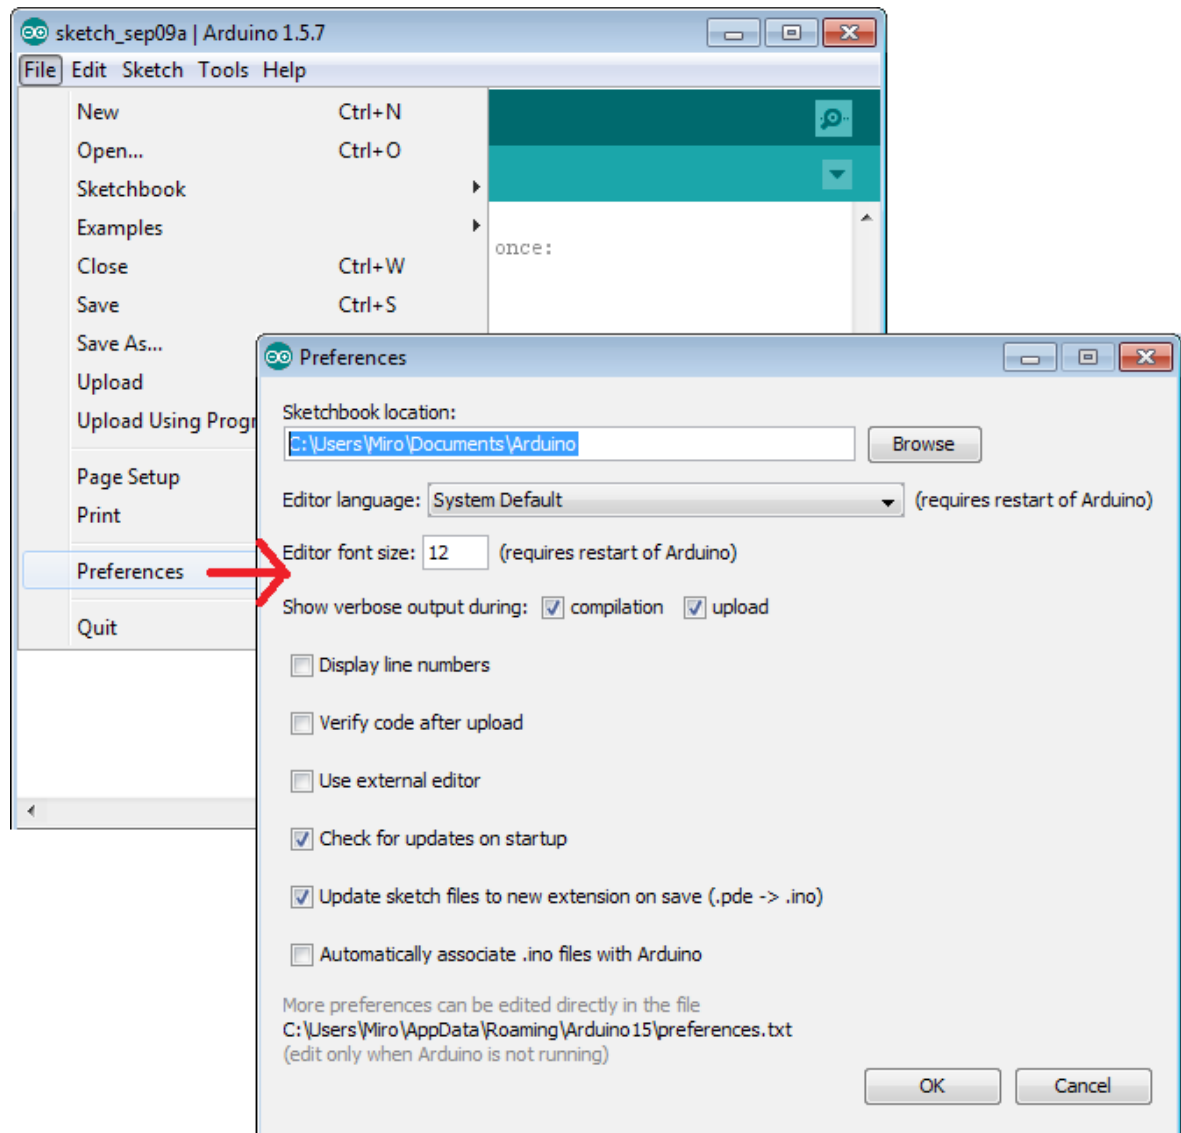 sketch_sep09a | Arduino 1.5.7
File Edit Sketch Tools Help
New Ctrl+N
Open... Ctrl+O
Sketchbook
Examples
once:
Close Ctrl+W
Save Ctrl+S
Save As...
Upload
Upload Using Progr
Page Setup
Print
Preferences
Quit
Preferences
Sketchbook location:
C:\Users\Miro\Documents\Arduino Browse
Editor language: System Default (requires restart of Arduino)
Editor font size: 12 (requires restart of Arduino)
Show verbose output during: compilation upload
Display line numbers
Verify code after upload
Use external editor
Check for updates on startup
Update sketch files to new extension on save (.pde -> .ino)
Automatically associate .ino files with Arduino
More preferences can be edited directly in the file
C:\Users\Miro\AppData\Roaming\Arduino15\preferences.txt
(edit only when Arduino is not running)
OK Cancel